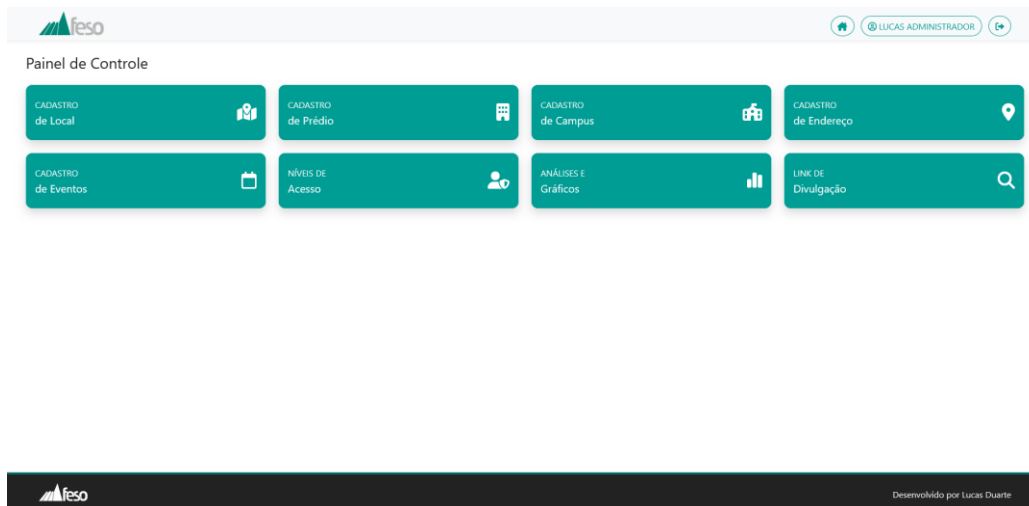 feso
LUCAS ADMINISTRADOR
Painel de Controle
CADASTRO
de Local
CADASTRO
de Prédio
CADASTRO
de Campus
CADASTRO
de Endereço
CADASTRO
de Eventos
NÍVEIS DE
Acesso
ANÁLISES E
Gráficos
LINK DE
Divulgação
feso
Desenvolvido por Lucas Duarte